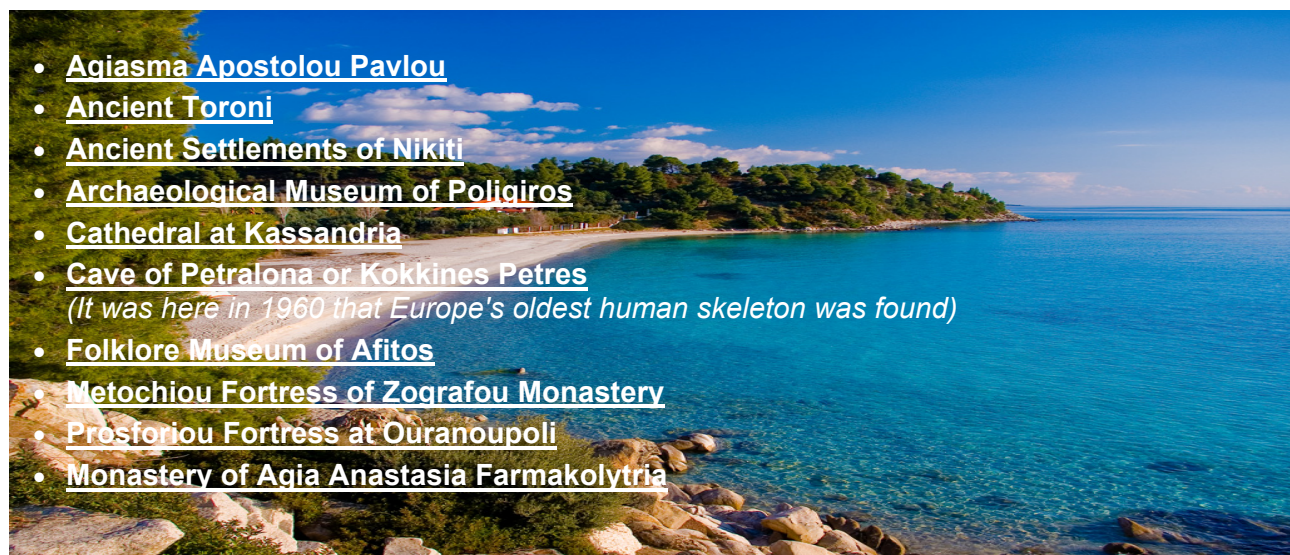 • Agiasma Apostolou Pavlou
• Ancient Toroni
• Ancient Settlements of Nikiti
• Archaeological Museum of Poligiros
• Cathedral at Kassandria
• Cave of Petralona or Kokkines Petres
(It was here in 1960 that Europe's oldest human skeleton was found)
• Folklore Museum of Afitos
• Metochiou Fortress of Zografou Monastery
• Prosforiou Fortress at Ouranoupoli
• Monastery of Agia Anastasia Farmakolytria